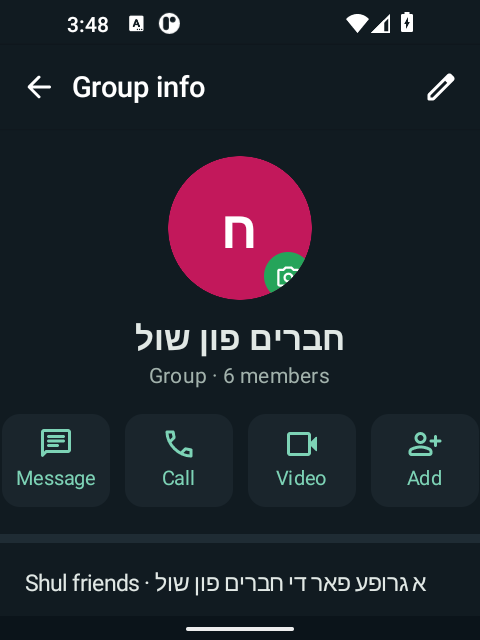 3:48
A
Group info
ח
חברים פון שול
Group · 6 members
Message
Call
Video
Add
Shul friends · א גרופע פאר די חברים פון שול